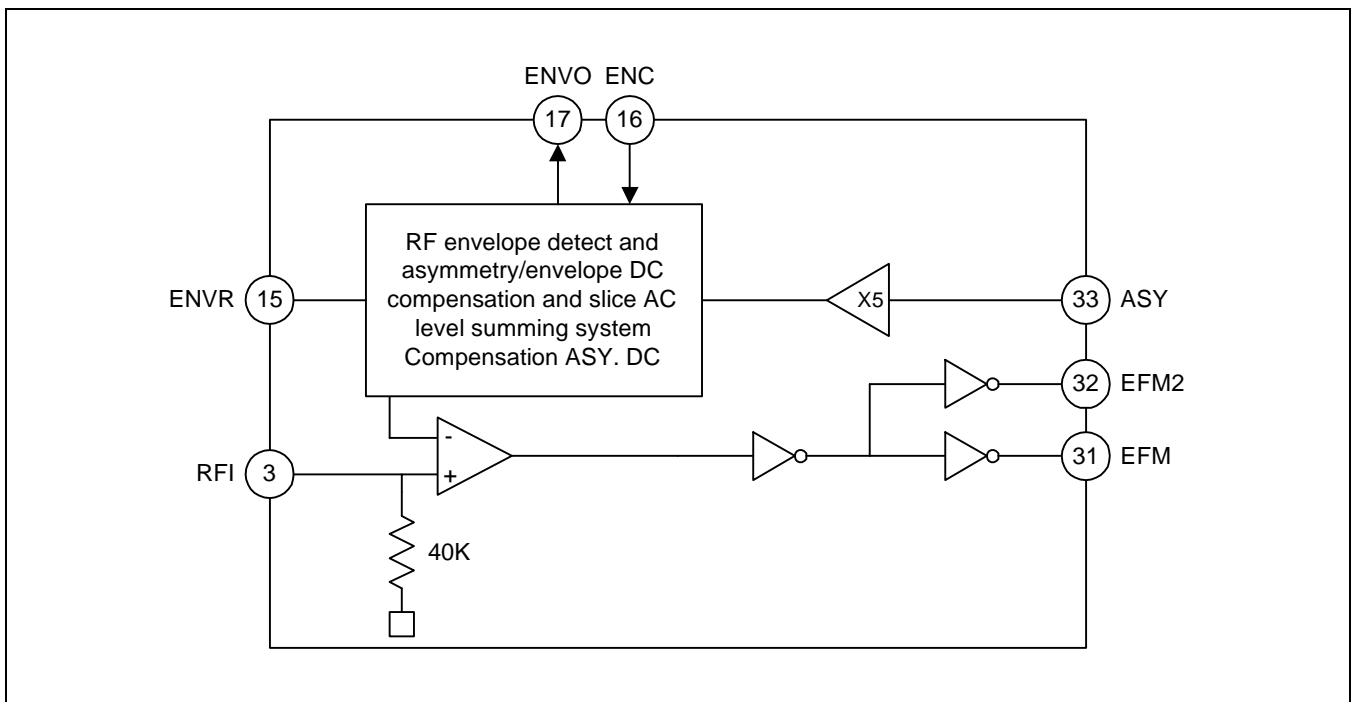 ENVO ENC
17 16
RF envelope detect and
asymmetry/envelope DC
compensation and slice AC
level summing system
Compensation ASY. DC
ENVR 15
X5
33 ASY
32 EFM2
-
+
31 EFM
RFI 3
40K